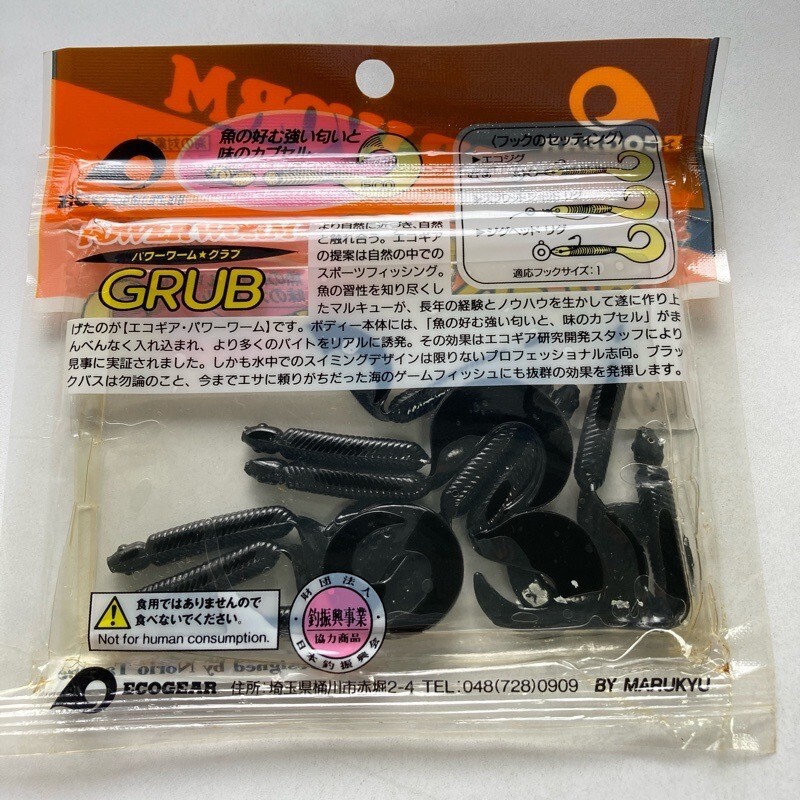 魚の好む強い匂いと
味のカプセル
〈フックのセッティング〉
▶エコジグ
▶ジグヘッドリグ
適応フックサイズ：1
パワーワーム★グラブ
GRUB
と触れ合う。エコギア
の提案は自然の中での
スポーツフィッシング。
魚の習性を知り尽くし
たマルキューが、長年の経験とノウハウを生かして遂に作り上
げたのが【エコギア・パワーワーム】です。ボディー本体には、「魚の好む強い匂いと、味のカプセル」がま
んべんなく入れ込まれ、より多くのバイトをリアルに誘発。その効果はエコギア研究開発スタッフにより
見事に実証されました。しかも水中でのスイミングデザインは限りないプロフェッショナル志向。ブラッ
クバスは勿論のこと、今までエサに頼りがちだった海のゲームフィッシュにも抜群の効果を発揮します。
食用ではありませんので
食べないでください。
Not for human consumption.
財団法人
釣振興事業
協力商品
日本釣振興会
ECOGEAR 住所:埼玉県桶川市赤堀2-4 TEL:048(728)0909 BY MARUKYU